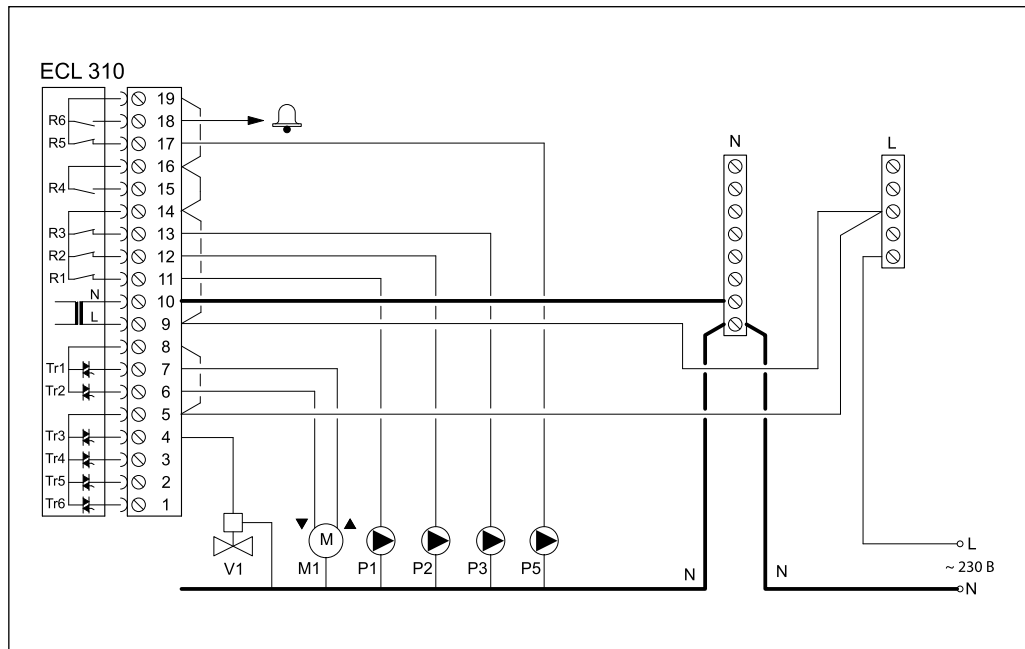 ECL 310
19
R6 18
R5 17 N L
16
R4 15
14
R3 13
R2 12
R1 11
N 10
L 9
8
Tr1 7
Tr2 6
5
Tr3 4
Tr4 3
Tr5 2
Tr6 1
M
V1 M1 P1 P2 P3 P5
N N
L
~ 230 В
N